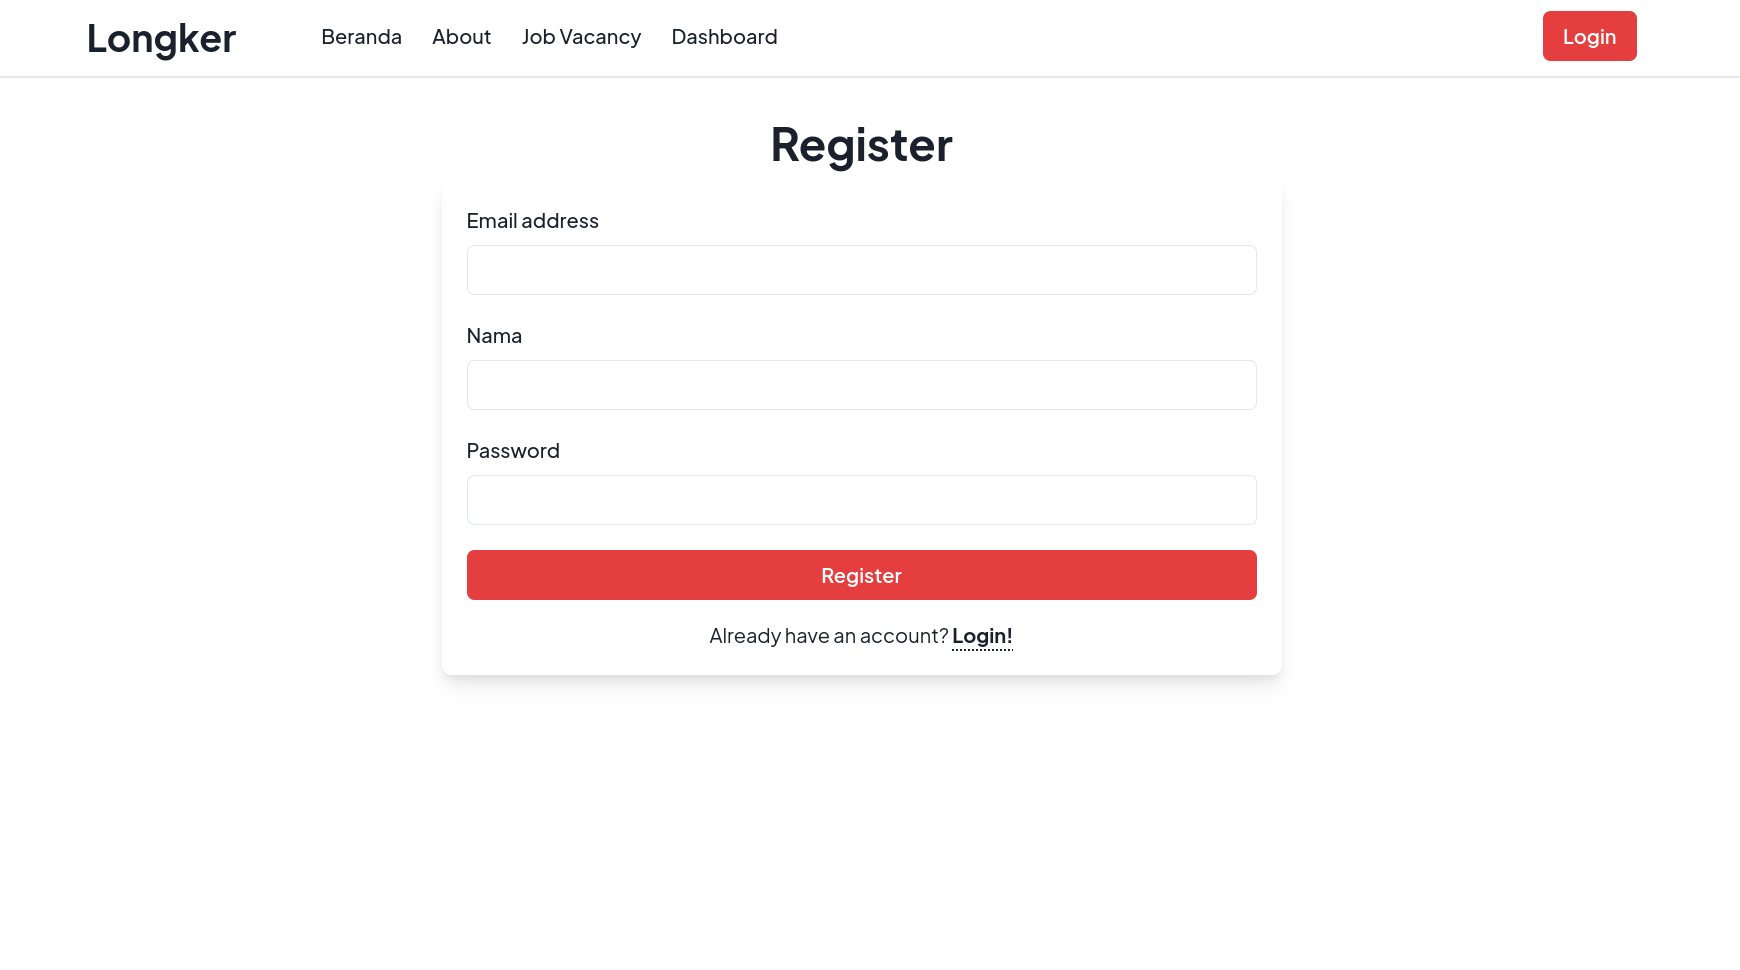 Longker Beranda About Job Vacancy Dashboard Login
Register
Email address
Nama
Password
Register
Already have an account? Login!